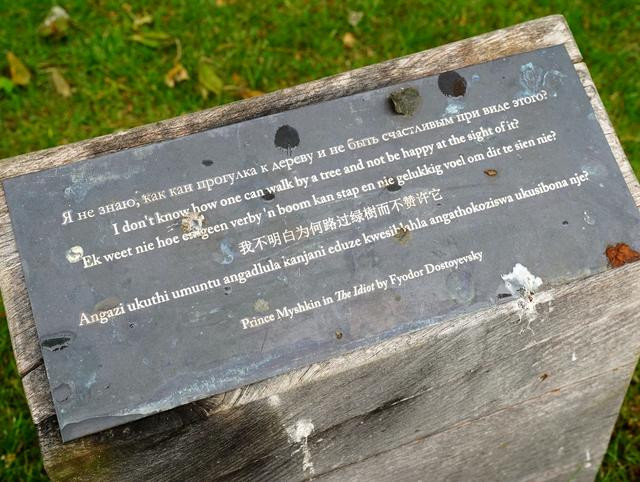 Я не знаю, как кан прогулка к дереву и не быть счастливым при виде этого?
I don't know how one can walk by a tree and not be happy at the sight of it?
Ek weet nie hoe geen verby 'n boom kan stap en nie gelukkig voel om dit te sien nie?
我不明白为何路过绿樹而不赞许它
Angazi ukuthi umuntu angadlula kanjani eduze kwesihlahla angathokoziswa ukusibona nje?
Prince Myshkin in The Idiot by Fyodor Dostoyevsky